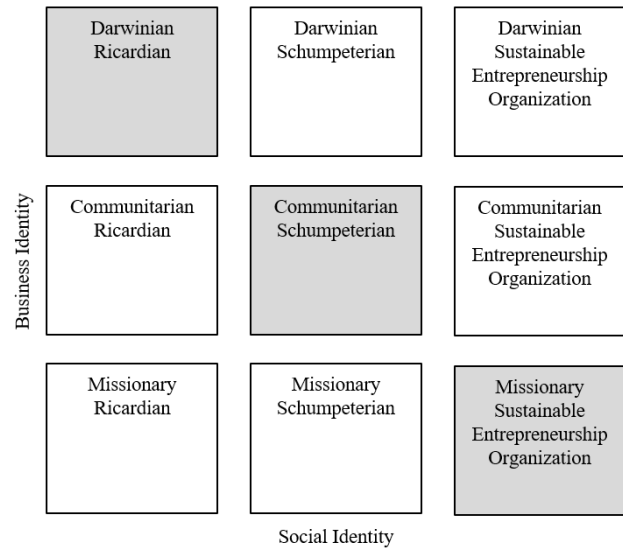 Darwinian
Ricardian
Darwinian
Schumpeterian
Darwinian
Sustainable
Entrepreneurship
Organization
Business Identity
Communitarian
Ricardian
Communitarian
Schumpeterian
Communitarian
Sustainable
Entrepreneurship
Organization
Missionary
Ricardian
Missionary
Schumpeterian
Missionary
Sustainable
Entrepreneurship
Organization
Social Identity